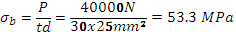 σ_b = P/td = 40000N/30x25mm² = 53.3 MPa